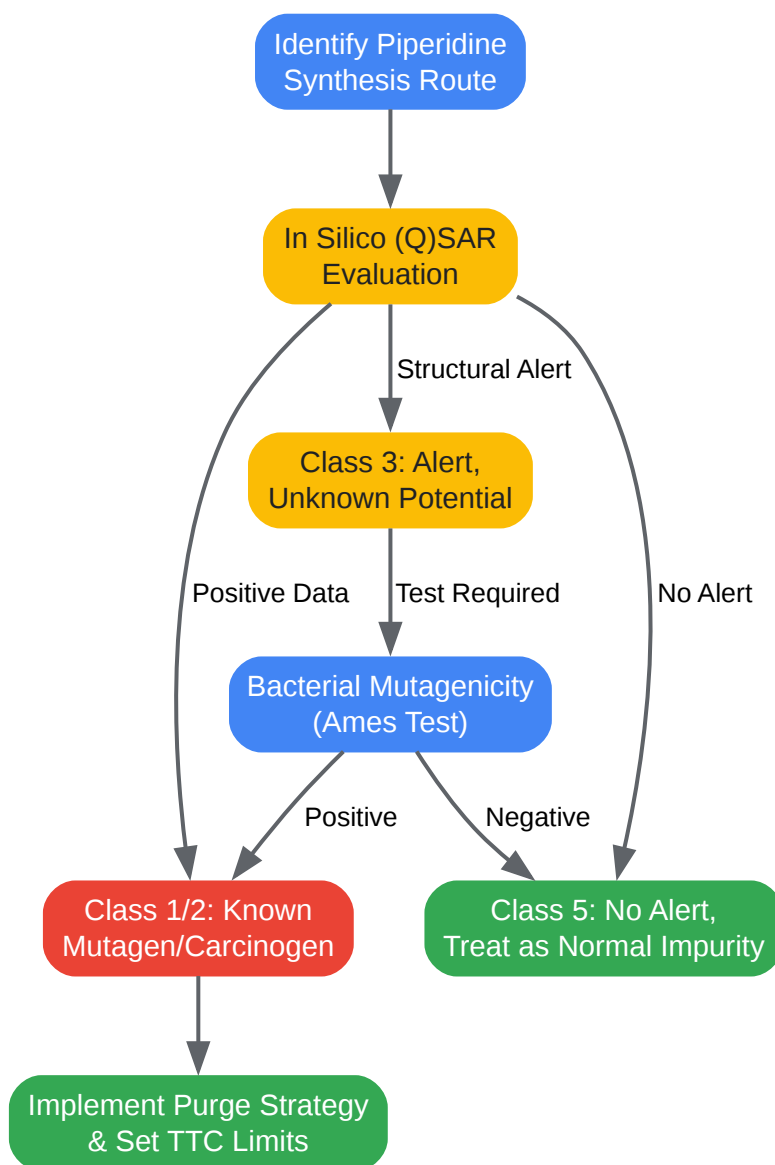 Identify Piperidine
Synthesis Route
In Silico (Q)SAR
Evaluation
Structural Alert
Class 3: Alert,
Unknown Potential
Positive Data
Test Required
No Alert
Bacterial Mutagenicity
(Ames Test)
Positive
Negative
Class 1/2: Known
Mutagen/Carcinogen
Class 5: No Alert,
Treat as Normal Impurity
Implement Purge Strategy
& Set TTC Limits